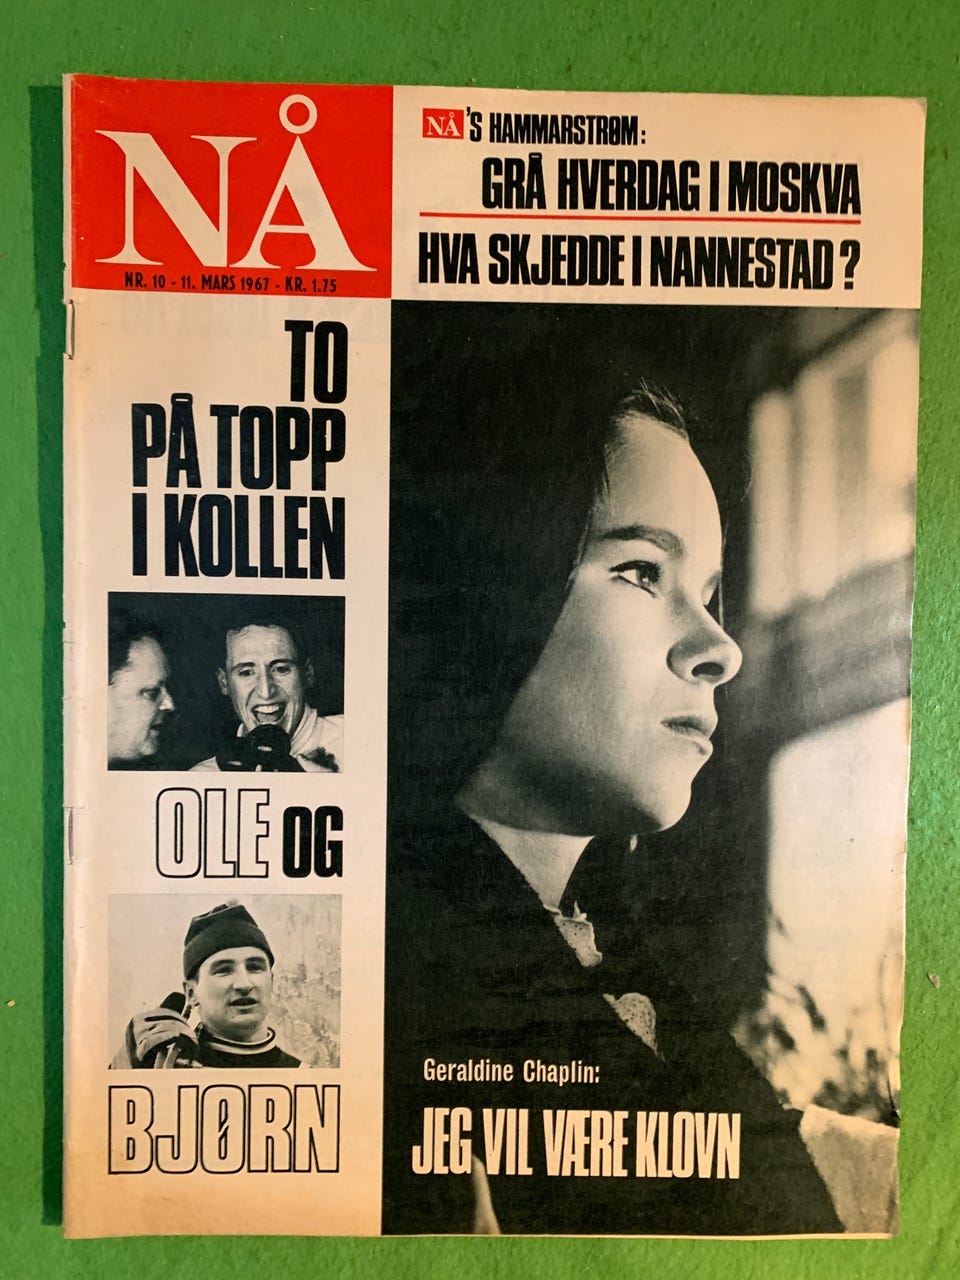 NÅ
NR. 10 - 11. MARS 1967 - KR. 1.75
NÅ'S HAMMARSTRØM:
GRÅ HVERDAG I MOSKVA
HVA SKJEDDE I NANNESTAD ?
TO
PÅ TOPP
I KOLLEN
OLE OG
BJØRN
Geraldine Chaplin:
JEG VIL VÆRE KLOVN